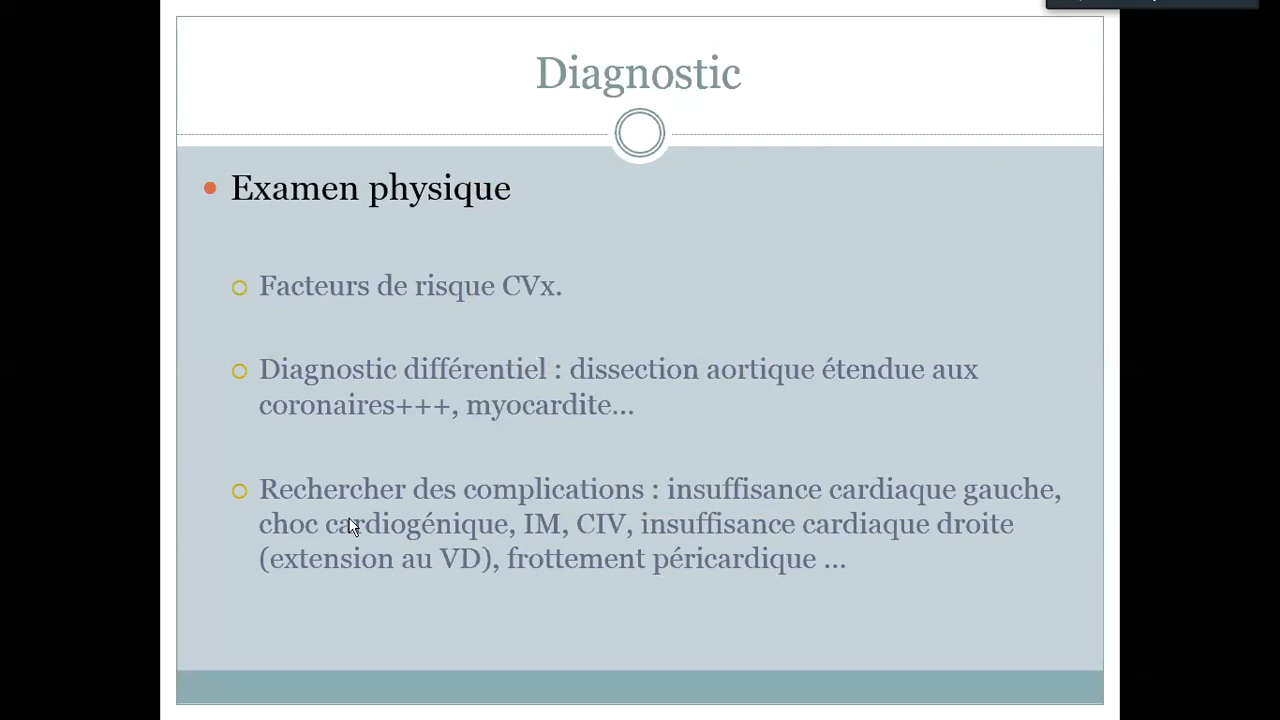 Diagnostic
Examen physique
Facteurs de risque CVx.
Diagnostic différentiel : dissection aortique étendue aux
coronaires+++, myocardite...
Rechercher des complications : insuffisance cardiaque gauche,
choc cardiogénique, IM, CIV, insuffisance cardiaque droite
(extension au VD), frottement péricardique ...